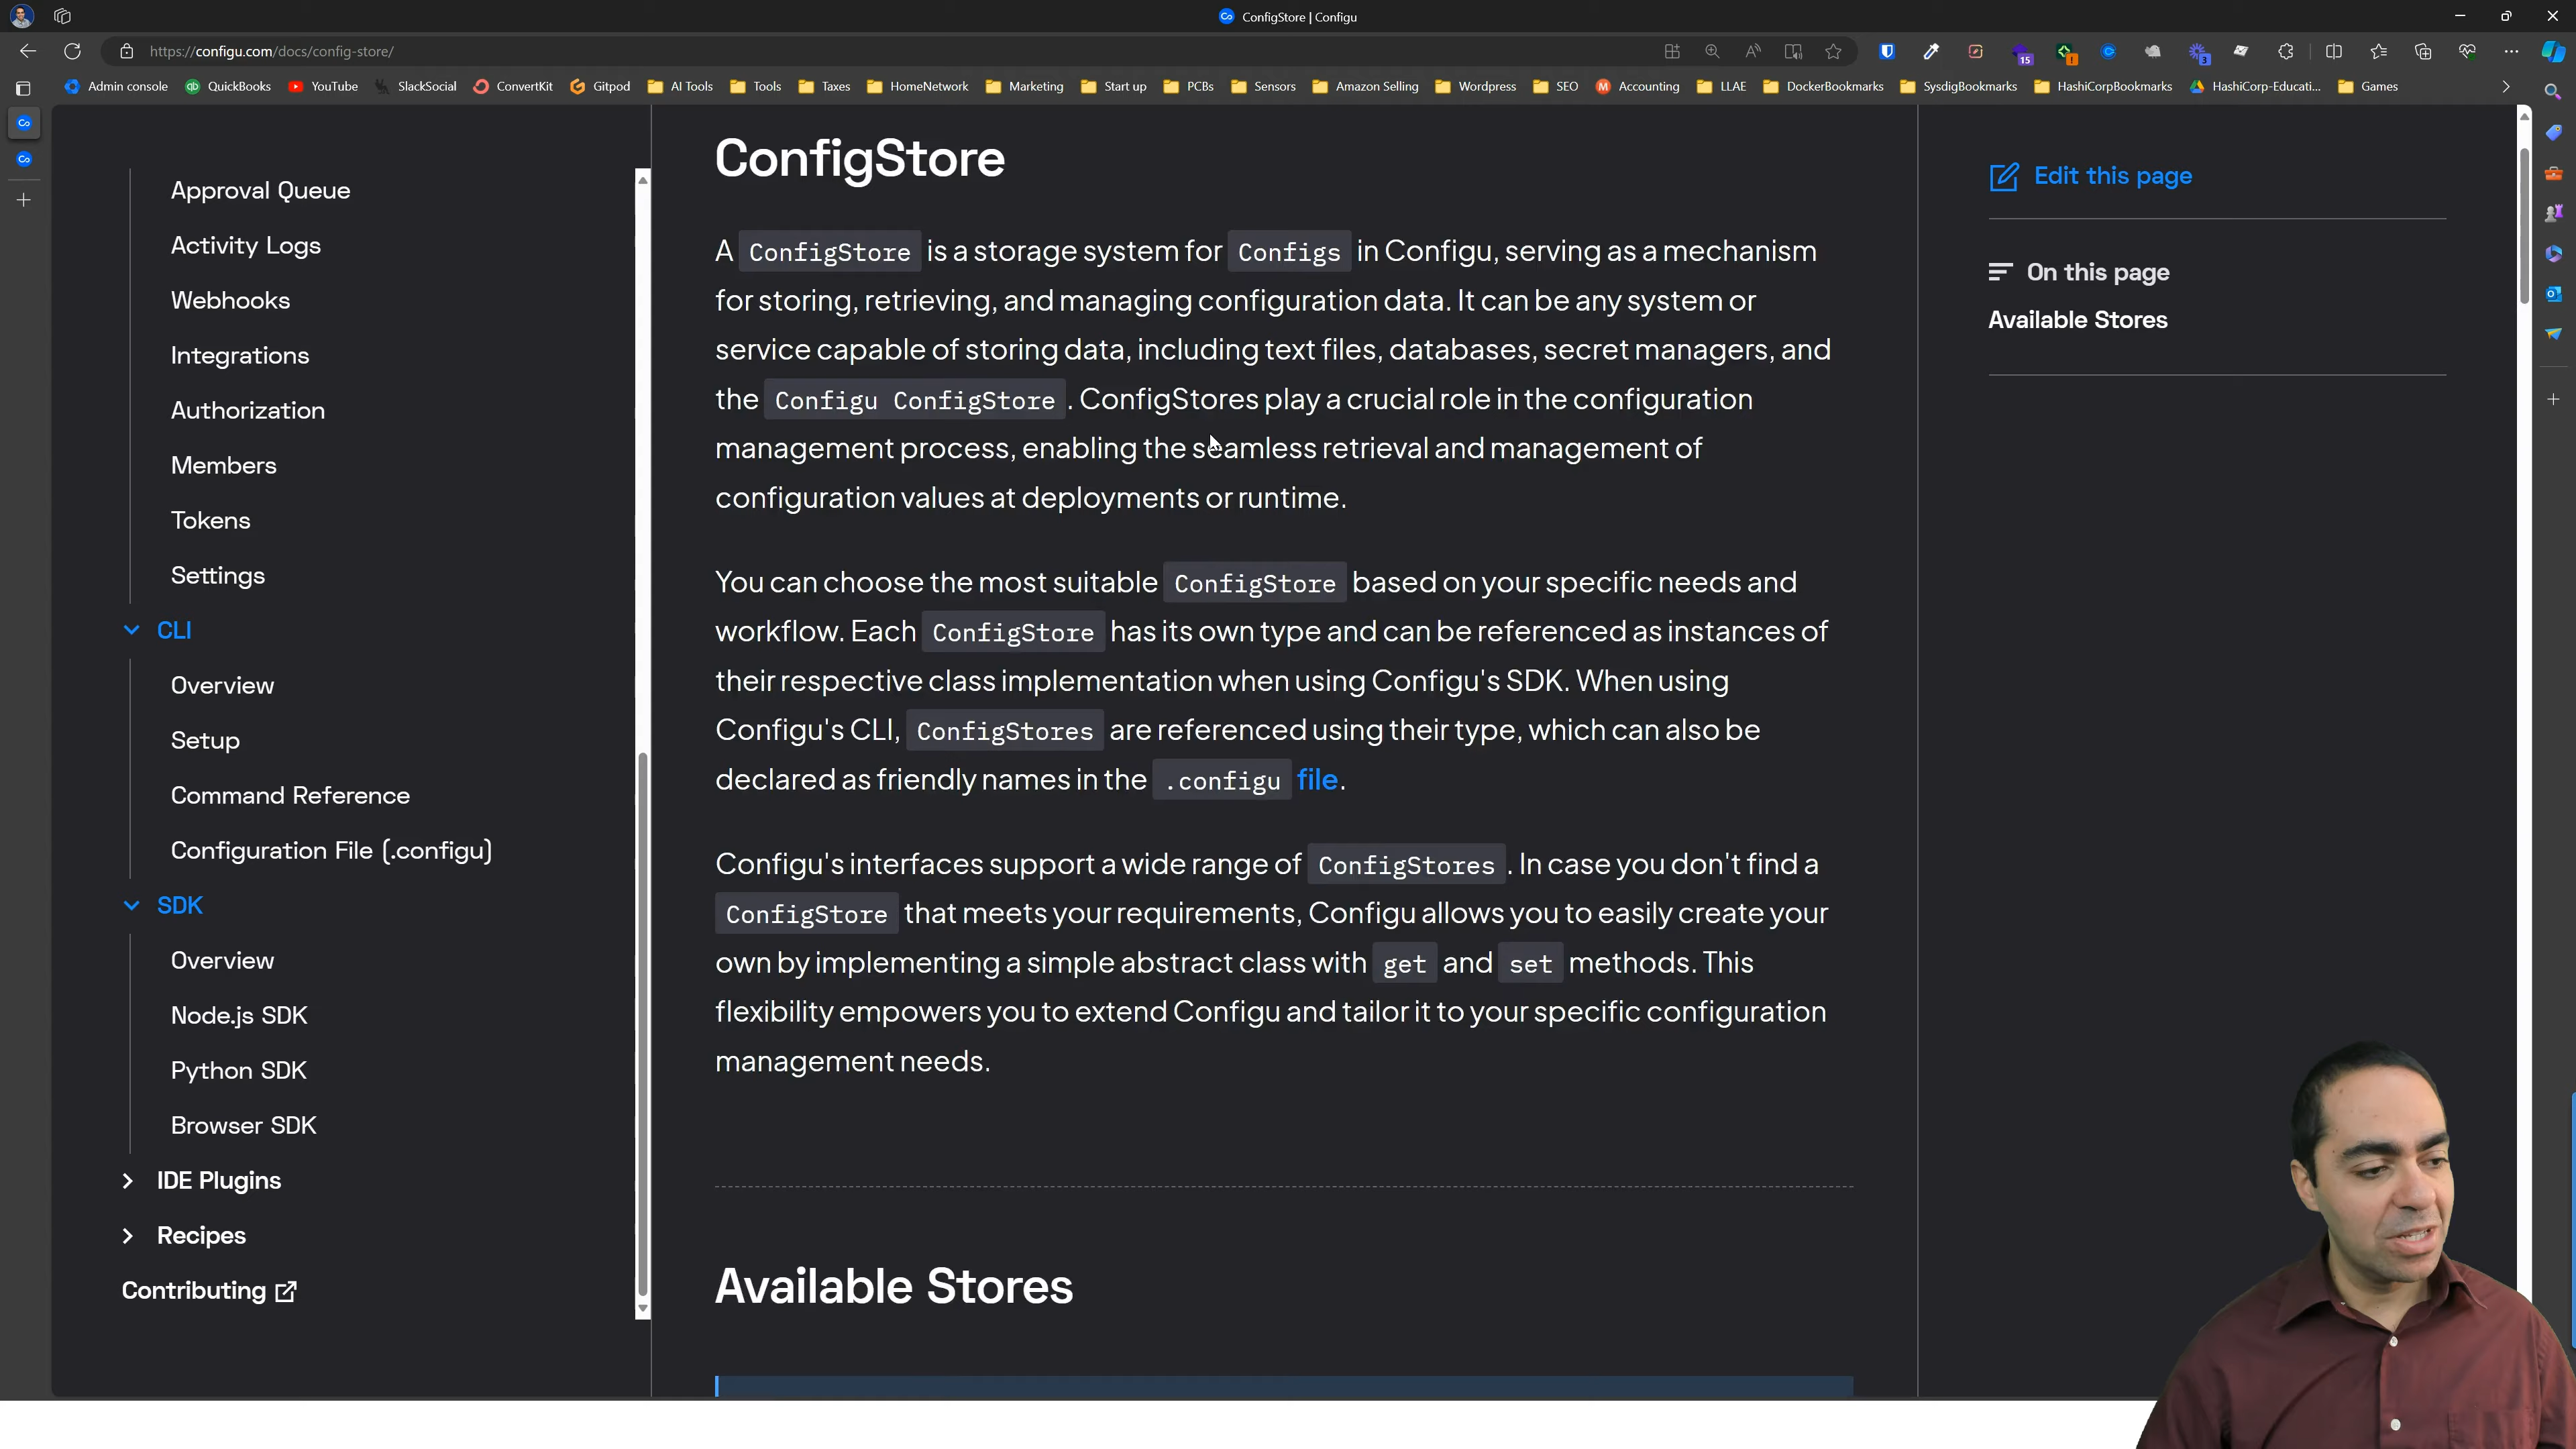 ConfigStore | Configu
https://configu.com/docs/config-store/
15
3
Admin console
QuickBooks
YouTube
SlackSocial
ConvertKit
Gitpod
AI Tools
Tools
Taxes
HomeNetwork
Marketing
Start up
PCBs
Sensors
Amazon Selling
Wordpress
SEO
Accounting
LLAE
DockerBookmarks
SysdigBookmarks
HashiCorpBookmarks
HashiCorp-Educati...
Games
Approval Queue
Activity Logs
Webhooks
Integrations
Authorization
Members
Tokens
Settings
CLI
Overview
Setup
Command Reference
Configuration File (.configu)
SDK
Overview
Node.js SDK
Python SDK
Browser SDK
IDE Plugins
Recipes
Contributing
ConfigStore
A ConfigStore is a storage system for Configs in Configu, serving as a mechanism
for storing, retrieving, and managing configuration data. It can be any system or
service capable of storing data, including text files, databases, secret managers, and
the Configu ConfigStore. ConfigStores play a crucial role in the configuration
management process, enabling the seamless retrieval and management of
configuration values at deployments or runtime.
You can choose the most suitable ConfigStore based on your specific needs and
workflow. Each ConfigStore has its own type and can be referenced as instances of
their respective class implementation when using Configu's SDK. When using
Configu's CLI, ConfigStores are referenced using their type, which can also be
declared as friendly names in the .configu file.
Configu's interfaces support a wide range of ConfigStores. In case you don't find a
ConfigStore that meets your requirements, Configu allows you to easily create your
own by implementing a simple abstract class with get and set methods. This
flexibility empowers you to extend Configu and tailor it to your specific configuration
management needs.
Available Stores
Edit this page
On this page
Available Stores